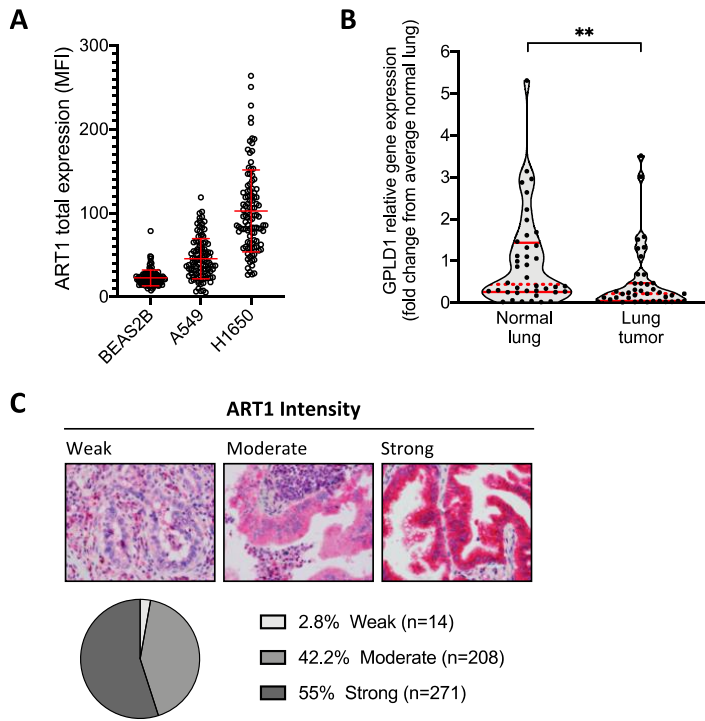 A
ART1 total expression (MFI)
300
200
100
0
BEAS2B
A549
H1650
B
**
GPLD1 relative gene expression
(fold change from average normal lung)
6
5
4
3
2
1
0
Normal
lung
Lung
tumor
C
ART1 Intensity
Weak
Moderate
Strong
2.8% Weak (n=14)
42.2% Moderate (n=208)
55% Strong (n=271)